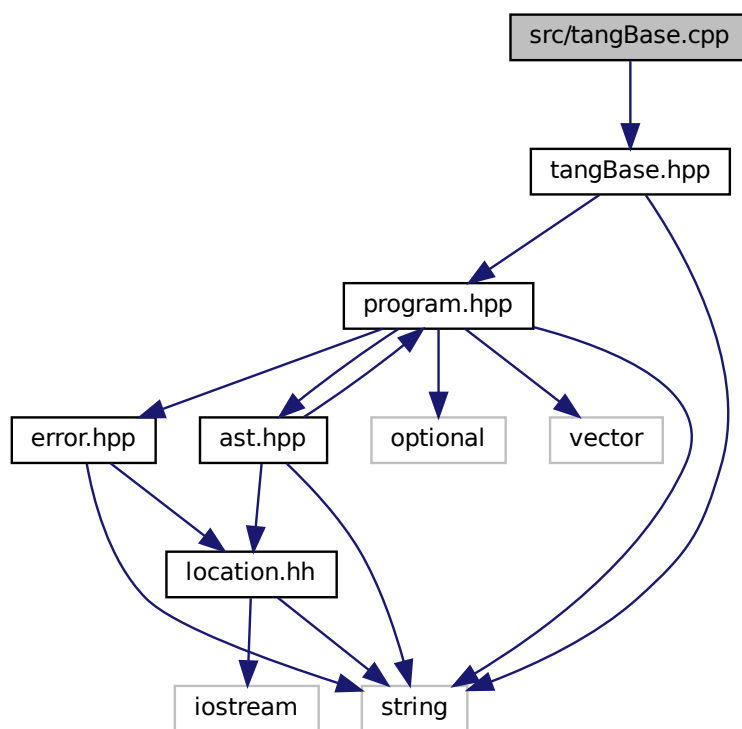 src/tangBase.cpp
tangBase.hpp
program.hpp
error.hpp
ast.hpp
optional
vector
location.hh
iostream
string